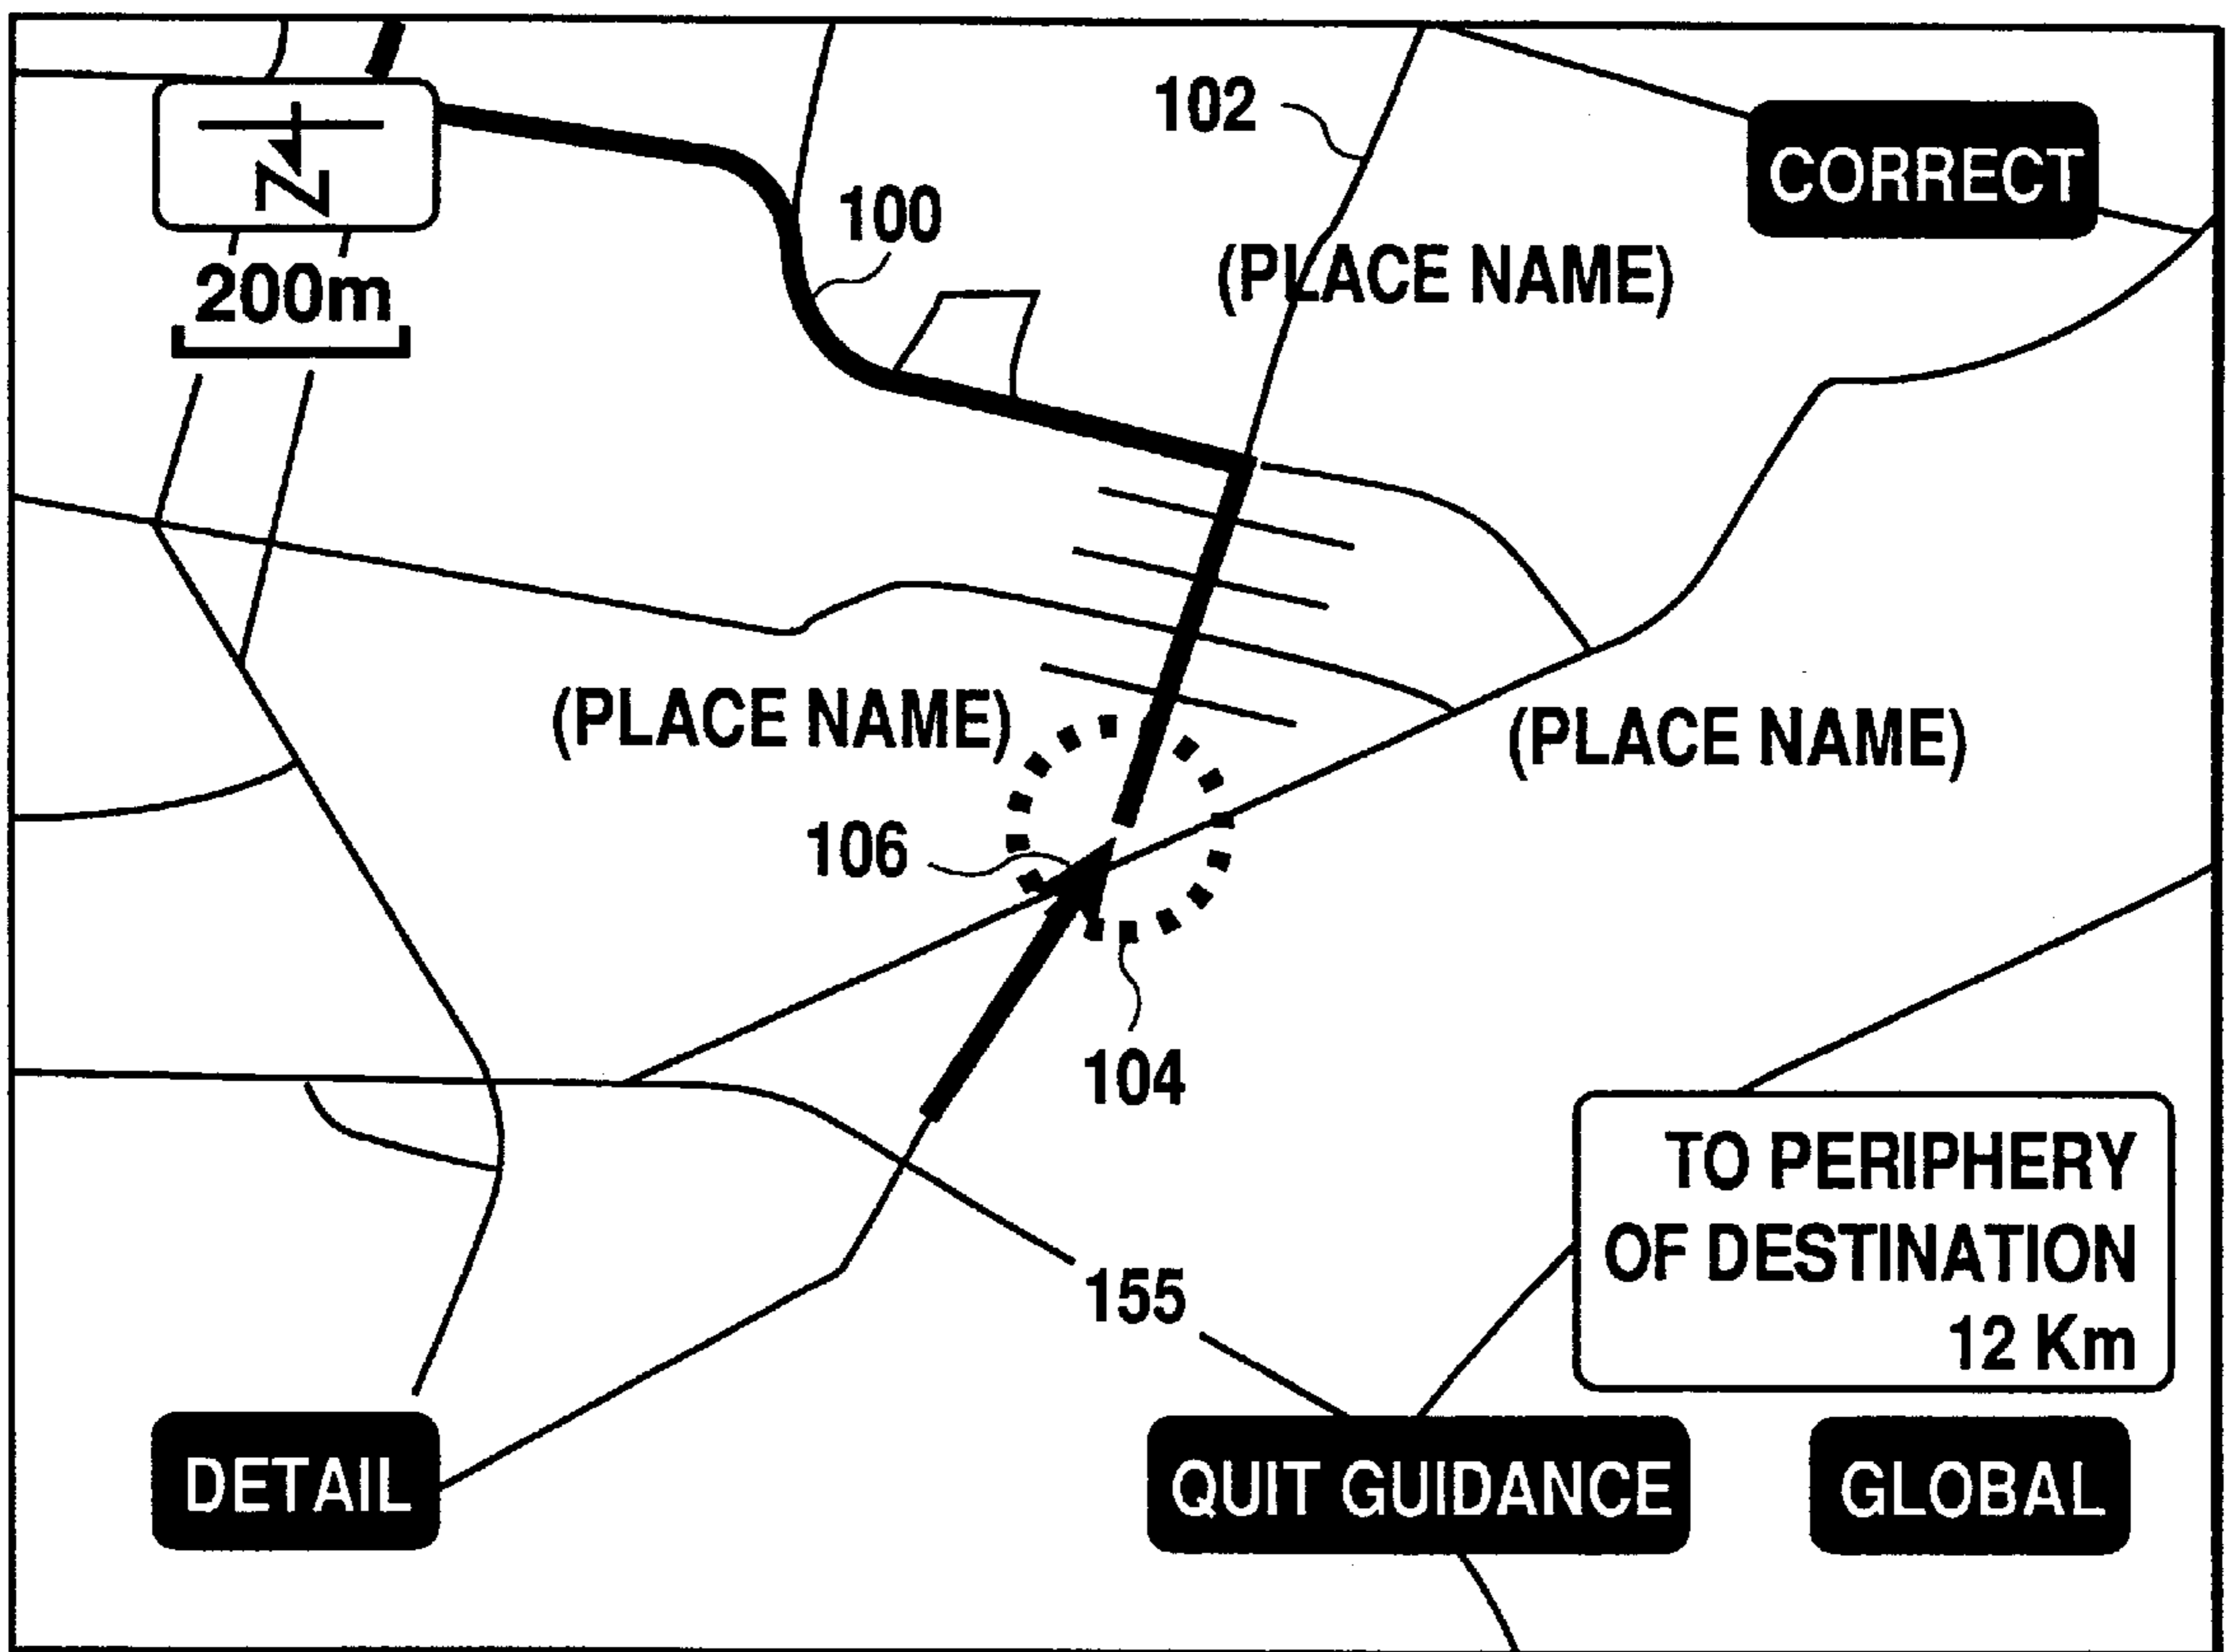 102
CORRECT
N
100
(PLACE NAME)
200m
(PLACE NAME)
(PLACE NAME)
106
104
TO PERIPHERY
OF DESTINATION
12 Km
155
DETAIL
QUIT GUIDANCE
GLOBAL